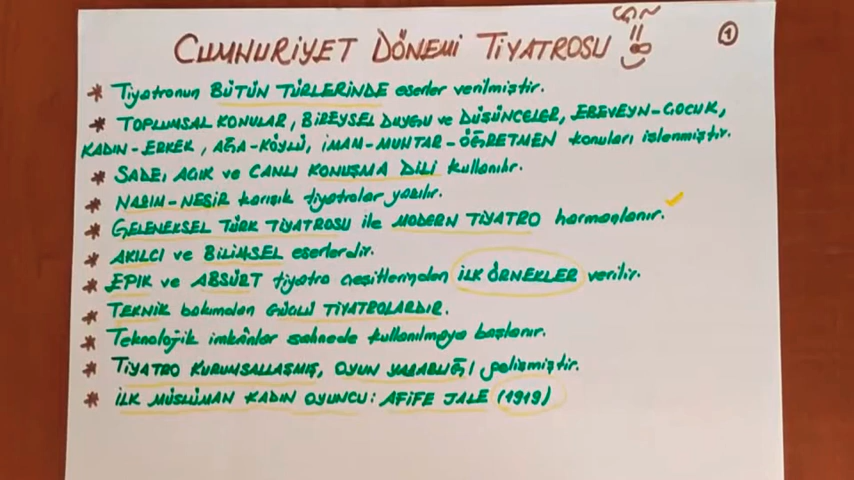 CUMHURİYET DÖNEMİ TİYATROSU
1
* Tiyatronun BÜTÜN TÜRLERİNDE eserler verilmiştir.
* TOPLUMSAL KONULAR, BİREYSEL DUYGU ve DÜŞÜNCELER, EBEVEYN-ÇOCUK,
KADIN-ERKEK, AĞA-KÖYLÜ, İMAM-MUHTAR-ÖĞRETMEN konuları işlenmiştir.
* SADE, AÇIK ve CANLI KONUŞMA DİLİ kullanılır.
* NAZIM-NESİR karışık tiyatrolar yazılır.
* GELENEKSEL TÜRK TİYATROSU ile MODERN TİYATRO harmanlanır.
* AKILCI ve BİLİMSEL eserlerdir.
* EPİK ve ABSÜRT tiyatro çeşitlerinden İLK ÖRNEKLER verilir.
* TEKNİK bakımdan GÜÇLÜ TİYATROLARDIR.
* Teknolojik imkânlar sahnede kullanılmaya başlanır.
* TİYATRO KURUMSALLAŞMIŞ, OYUN YAZARLIĞI gelişmiştir.
* İLK MÜSLÜMAN KADIN OYUNCU: AFİFE JALE (1919)